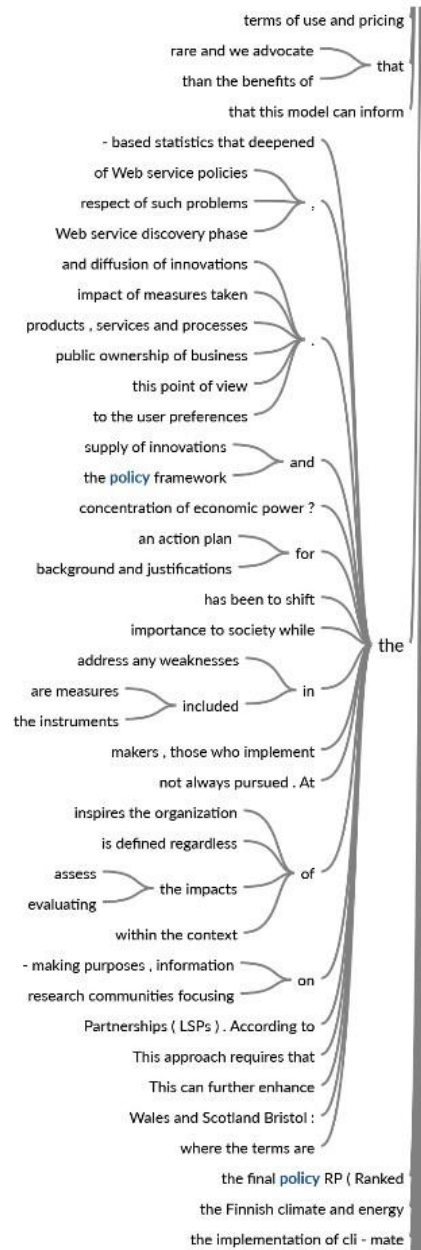 terms of use and pricing
rare and we advocate
that
than the benefits of
that this model can inform
- based statistics that deepened
of Web service policies
respect of such problems
,
Web service discovery phase
and diffusion of innovations
impact of measures taken
products , services and processes
.
public ownership of business
this point of view
to the user preferences
supply of innovations
and
the policy framework
concentration of economic power ?
an action plan
for
background and justifications
has been to shift
importance to society while
the
address any weaknesses
in
are measures
included
the instruments
makers , those who implement
not always pursued . At
inspires the organization
is defined regardless
of
assess
the impacts
evaluating
within the context
- making purposes , information
on
research communities focusing
Partnerships ( LSPs ) . According to
This approach requires that
This can further enhance
Wales and Scotland Bristol :
where the terms are
the final policy RP ( Ranked
the Finnish climate and energy
the implementation of cli - mate